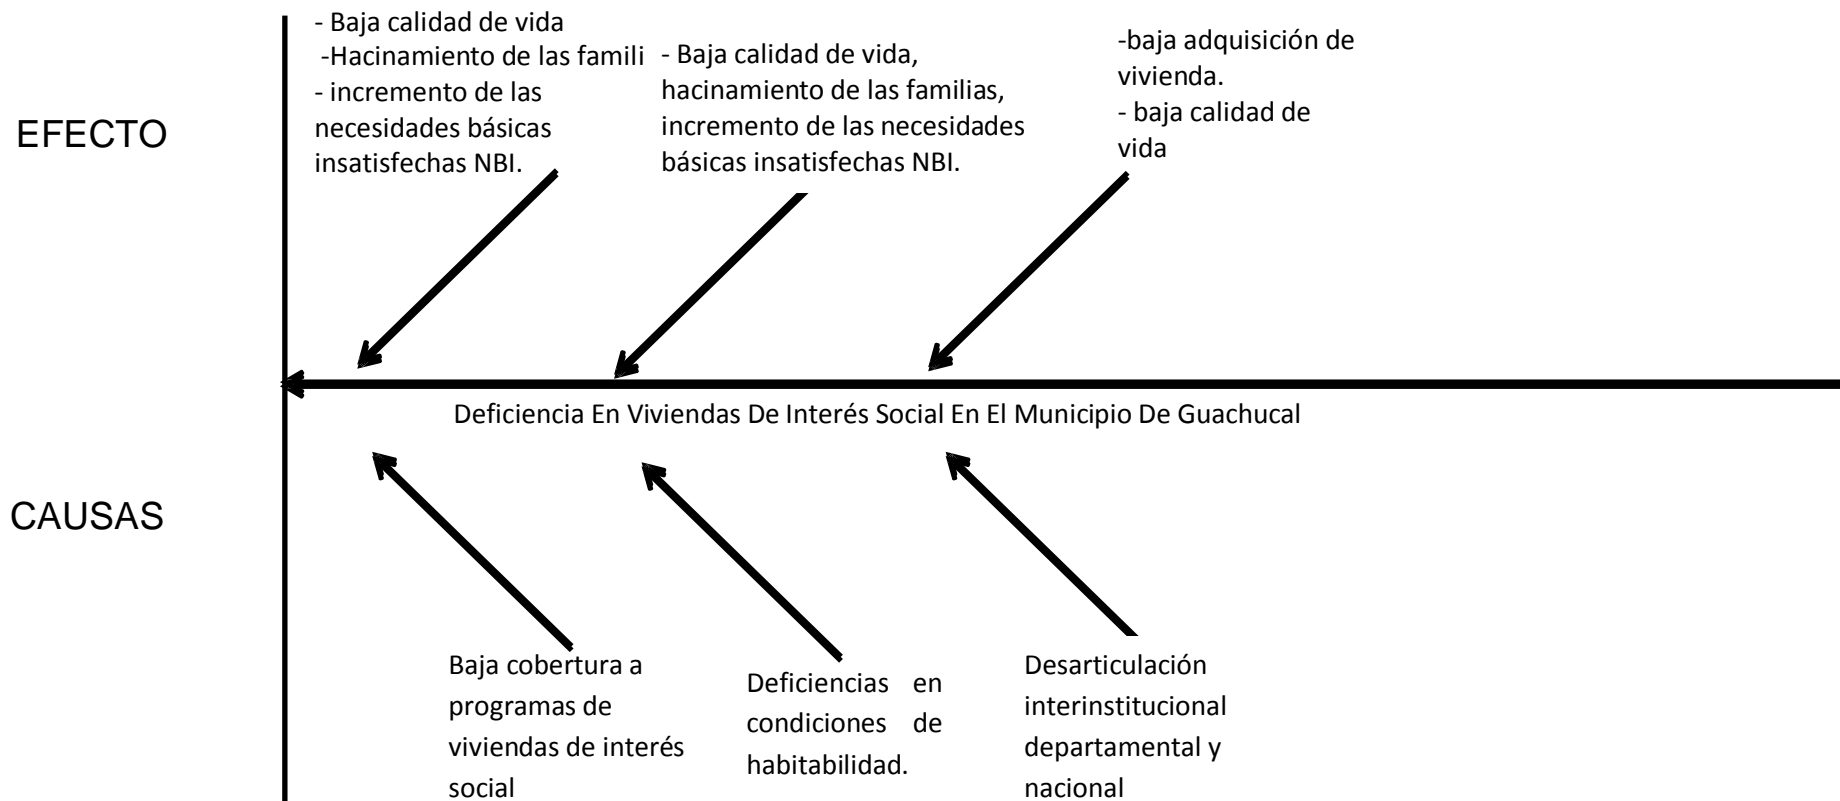 EFECTO
- Baja calidad de vida
-Hacinamiento de las famili
- incremento de las
necesidades básicas
insatisfechas NBI.
- Baja calidad de vida,
hacinamiento de las familias,
incremento de las necesidades
básicas insatisfechas NBI.
-baja adquisición de
vivienda.
- baja calidad de
vida
Deficiencia En Viviendas De Interés Social En El Municipio De Guachucal
CAUSAS
Baja cobertura a
programas de
viviendas de interés
social
Deficiencias en
condiciones de
habitabilidad.
Desarticulación
interinstitucional
departamental y
nacional